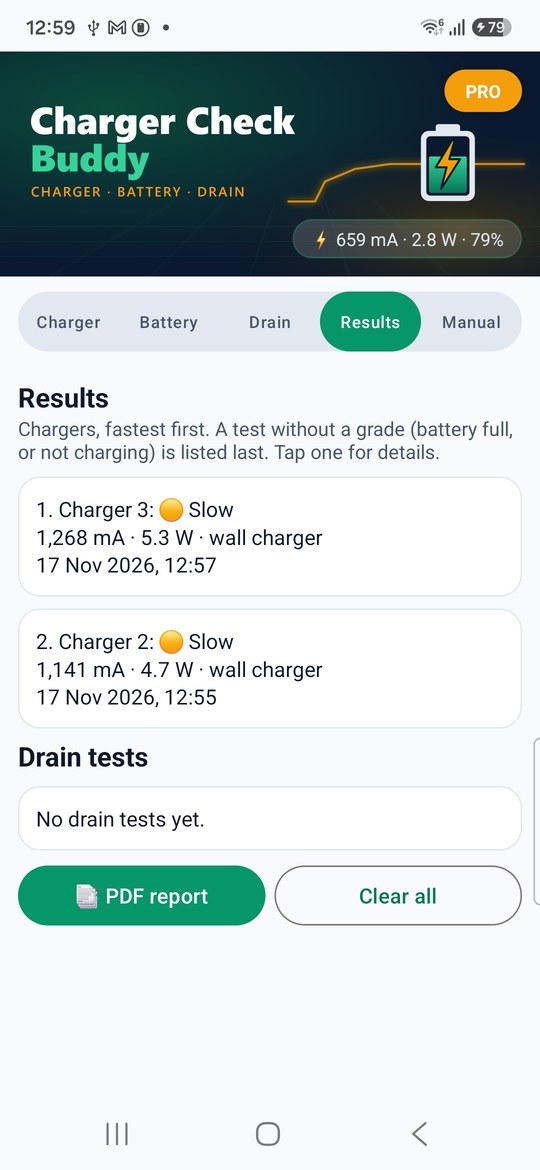 12:59
6
79
PRO
Charger Check
Buddy
CHARGER · BATTERY · DRAIN
659 mA · 2.8 W · 79%
Charger
Battery
Drain
Results
Manual
Results
Chargers, fastest first. A test without a grade (battery full,
or not charging) is listed last. Tap one for details.
1. Charger 3: Slow
1,268 mA · 5.3 W · wall charger
17 Nov 2026, 12:57
2. Charger 2: Slow
1,141 mA · 4.7 W · wall charger
17 Nov 2026, 12:55
Drain tests
No drain tests yet.
PDF report
Clear all